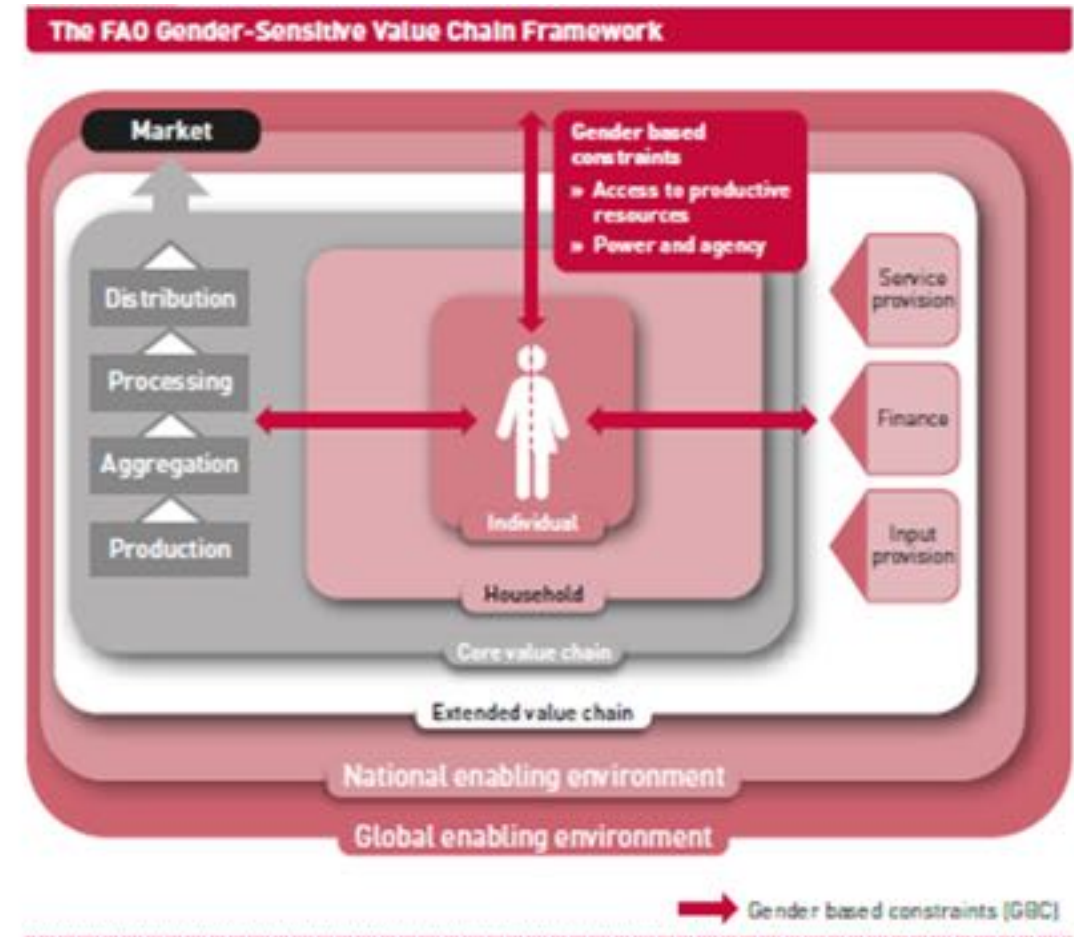 The FAO Gender-Sensitive Value Chain Framework
Market
Gender based
constraints
» Access to productive
resources
» Power and agency
Distribution
Processing
Aggregation
Production
Service
provision
Finance
Input
provision
Individual
Household
Core value chain
Extended value chain
National enabling environment
Global enabling environment
Gender based constraints (GBC)